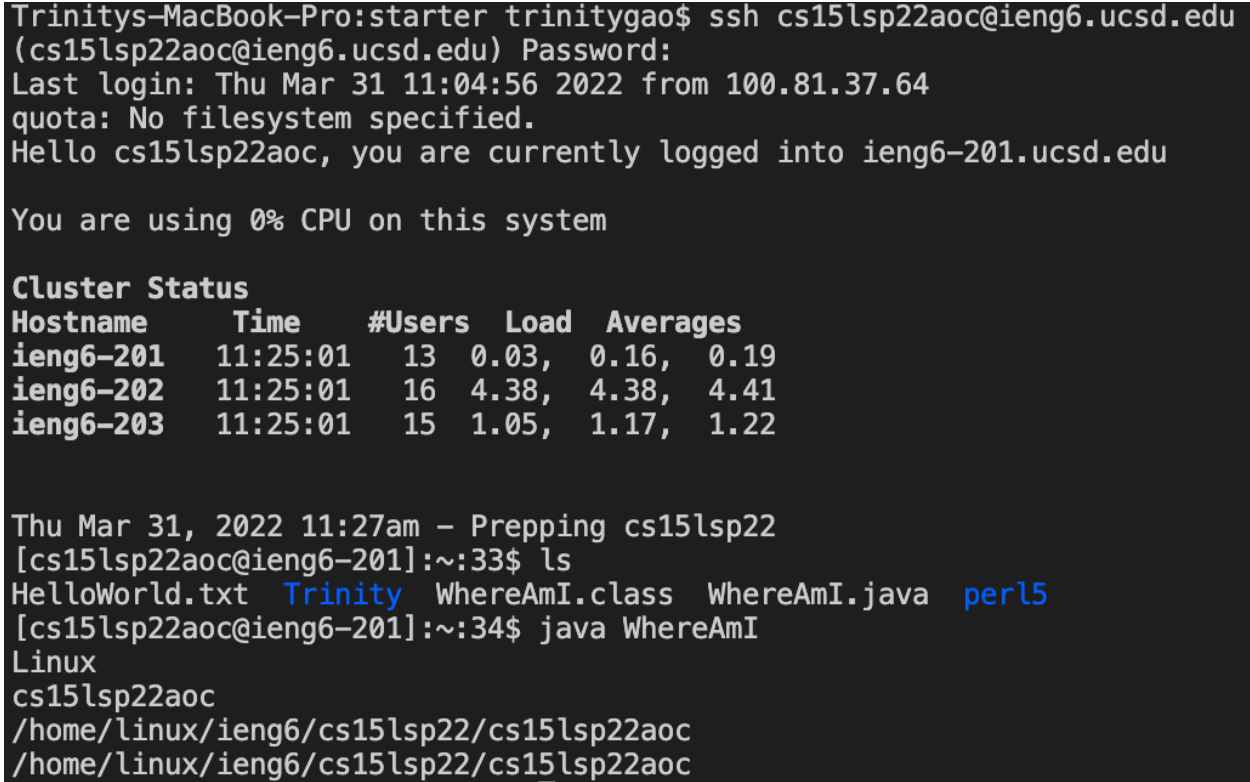 Trinitys-MacBook-Pro:starter trinitygao$ ssh cs15lsp22aoc@ieng6.ucsd.edu
(cs15lsp22aoc@ieng6.ucsd.edu) Password:
Last login: Thu Mar 31 11:04:56 2022 from 100.81.37.64
quota: No filesystem specified.
Hello cs15lsp22aoc, you are currently logged into ieng6-201.ucsd.edu
You are using 0% CPU on this system
Cluster Status
Hostname     Time    #Users  Load  Averages
ieng6-201   11:25:01   13  0.03,  0.16,  0.19
ieng6-202   11:25:01   16  4.38,  4.38,  4.41
ieng6-203   11:25:01   15  1.05,  1.17,  1.22
Thu Mar 31, 2022 11:27am - Prepping cs15lsp22
[cs15lsp22aoc@ieng6-201]:~:33$ ls
HelloWorld.txt  Trinity  WhereAmI.class  WhereAmI.java  perl5
[cs15lsp22aoc@ieng6-201]:~:34$ java WhereAmI
Linux
cs15lsp22aoc
/home/linux/ieng6/cs15lsp22/cs15lsp22aoc
/home/linux/ieng6/cs15lsp22/cs15lsp22aoc